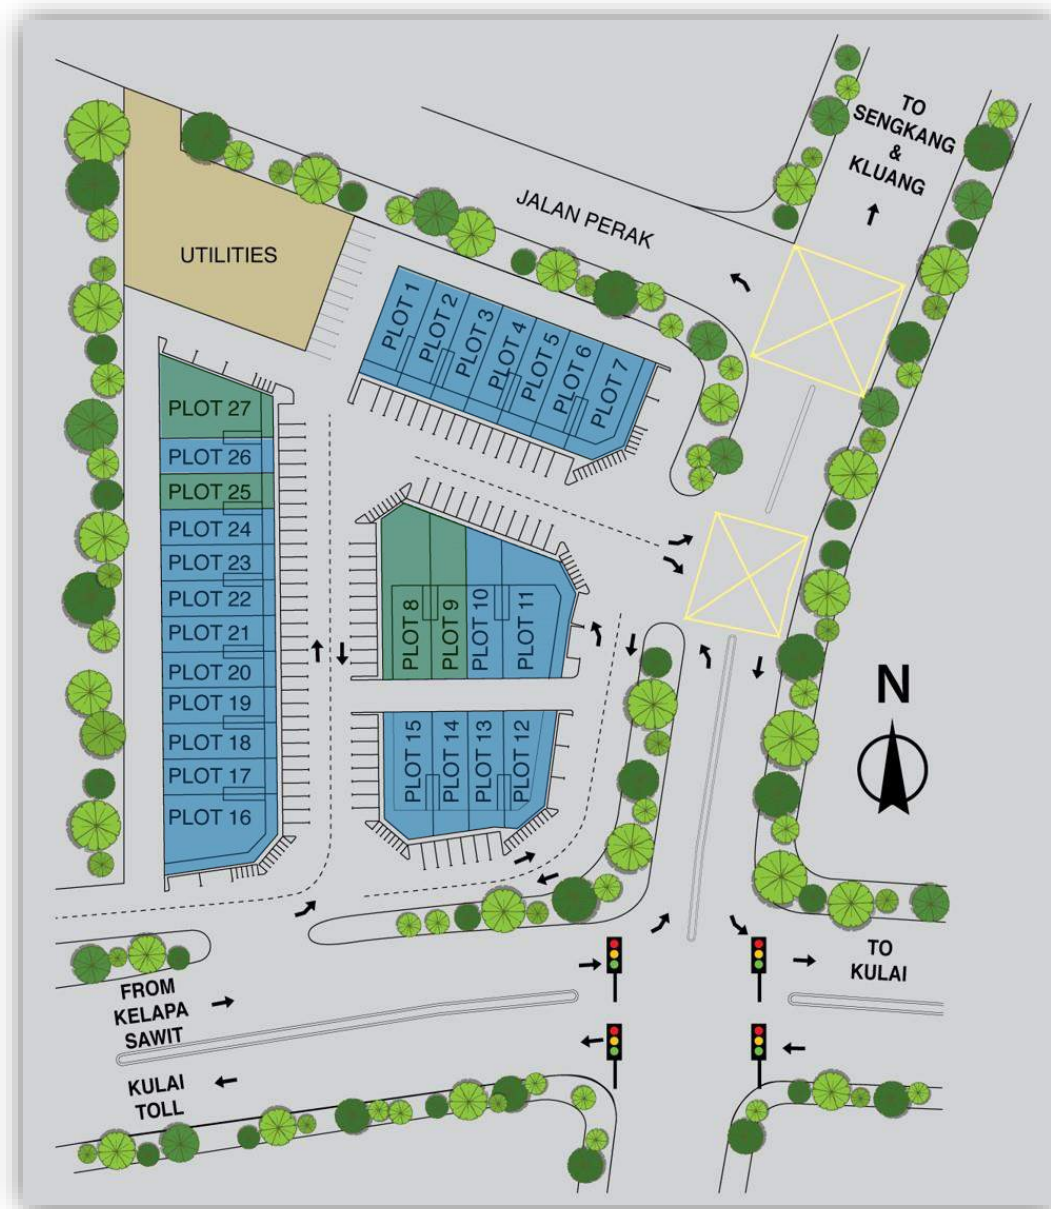 TO
SENGKANG
&
KLUANG
JALAN PERAK
UTILITIES
PLOT 1
PLOT 2
PLOT 3
PLOT 4
PLOT 5
PLOT 6
PLOT 7
PLOT 27
PLOT 26
PLOT 25
PLOT 24
PLOT 23
PLOT 22
PLOT 21
PLOT 20
PLOT 19
PLOT 18
PLOT 17
PLOT 16
PLOT 8
PLOT 9
PLOT 10
PLOT 11
PLOT 15
PLOT 14
PLOT 13
PLOT 12
N
TO
KULAI
FROM
KELAPA
SAWIT
KULAI
TOLL